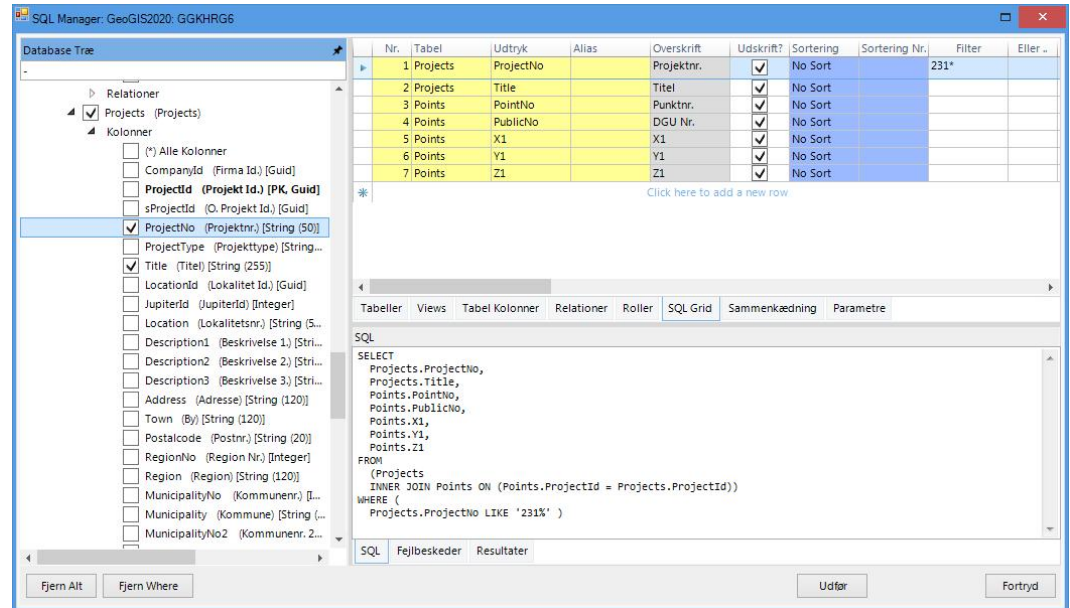 SQL Manager: GeoGIS2020: GGKHRG6
Database Træ
-
Relationer
Projects (Projects)
Kolonner
(*) Alle Kolonner
CompanyId (Firma Id.) [Guid]
ProjectId (Projekt Id.) [PK, Guid]
sProjectId (O. Projekt Id.) [Guid]
ProjectNo (Projektnr.) [String (50)]
ProjectType (Projekttype) [String...
Title (Titel) [String (255)]
LocationId (Lokalitet Id.) [Guid]
JupiterId (JupiterId) [Integer]
Location (Lokalitetsnr.) [String (5...
Description1 (Beskrivelse 1.) [Stri...
Description2 (Beskrivelse 2.) [Stri...
Description3 (Beskrivelse 3.) [Stri...
Address (Adresse) [String (120)]
Town (By) [String (120)]
Postalcode (Postnr.) [String (20)]
RegionNo (Region Nr.) [Integer]
Region (Region) [String (120)]
MunicipalityNo (Kommunenr.) [I...
Municipality (Kommune) [String (...
MunicipalityNo2 (Kommunenr. 2...
Nr. Tabel Udtryk Alias Overskrift Udskrift? Sortering Sortering Nr. Filter Eller ..
1 Projects ProjectNo Projektnr. No Sort 231*
2 Projects Title Titel No Sort
3 Points PointNo Punktnr. No Sort
4 Points PublicNo DGU Nr. No Sort
5 Points X1 X1 No Sort
6 Points Y1 Y1 No Sort
7 Points Z1 Z1 No Sort
Click here to add a new row
Tabeller Views Tabel Kolonner Relationer Roller SQL Grid Sammenkædning Parametre
SQL
SELECT
Projects.ProjectNo,
Projects.Title,
Points.PointNo,
Points.PublicNo,
Points.X1,
Points.Y1,
Points.Z1
FROM
(Projects
INNER JOIN Points ON (Points.ProjectId = Projects.ProjectId))
WHERE (
Projects.ProjectNo LIKE '231%' )
SQL Fejlbeskeder Resultater
Fjern Alt Fjern Where Udfør Fortryd